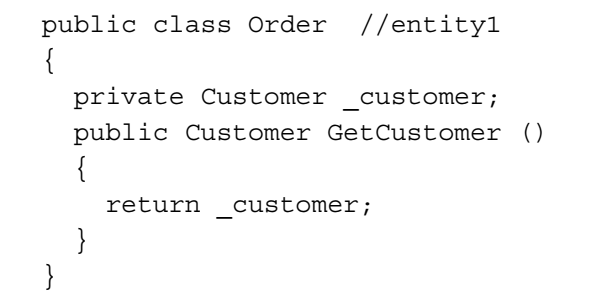 public class Order  //entity1
{
  private Customer _customer;
  public Customer GetCustomer ()
  {
    return _customer;
  }
}